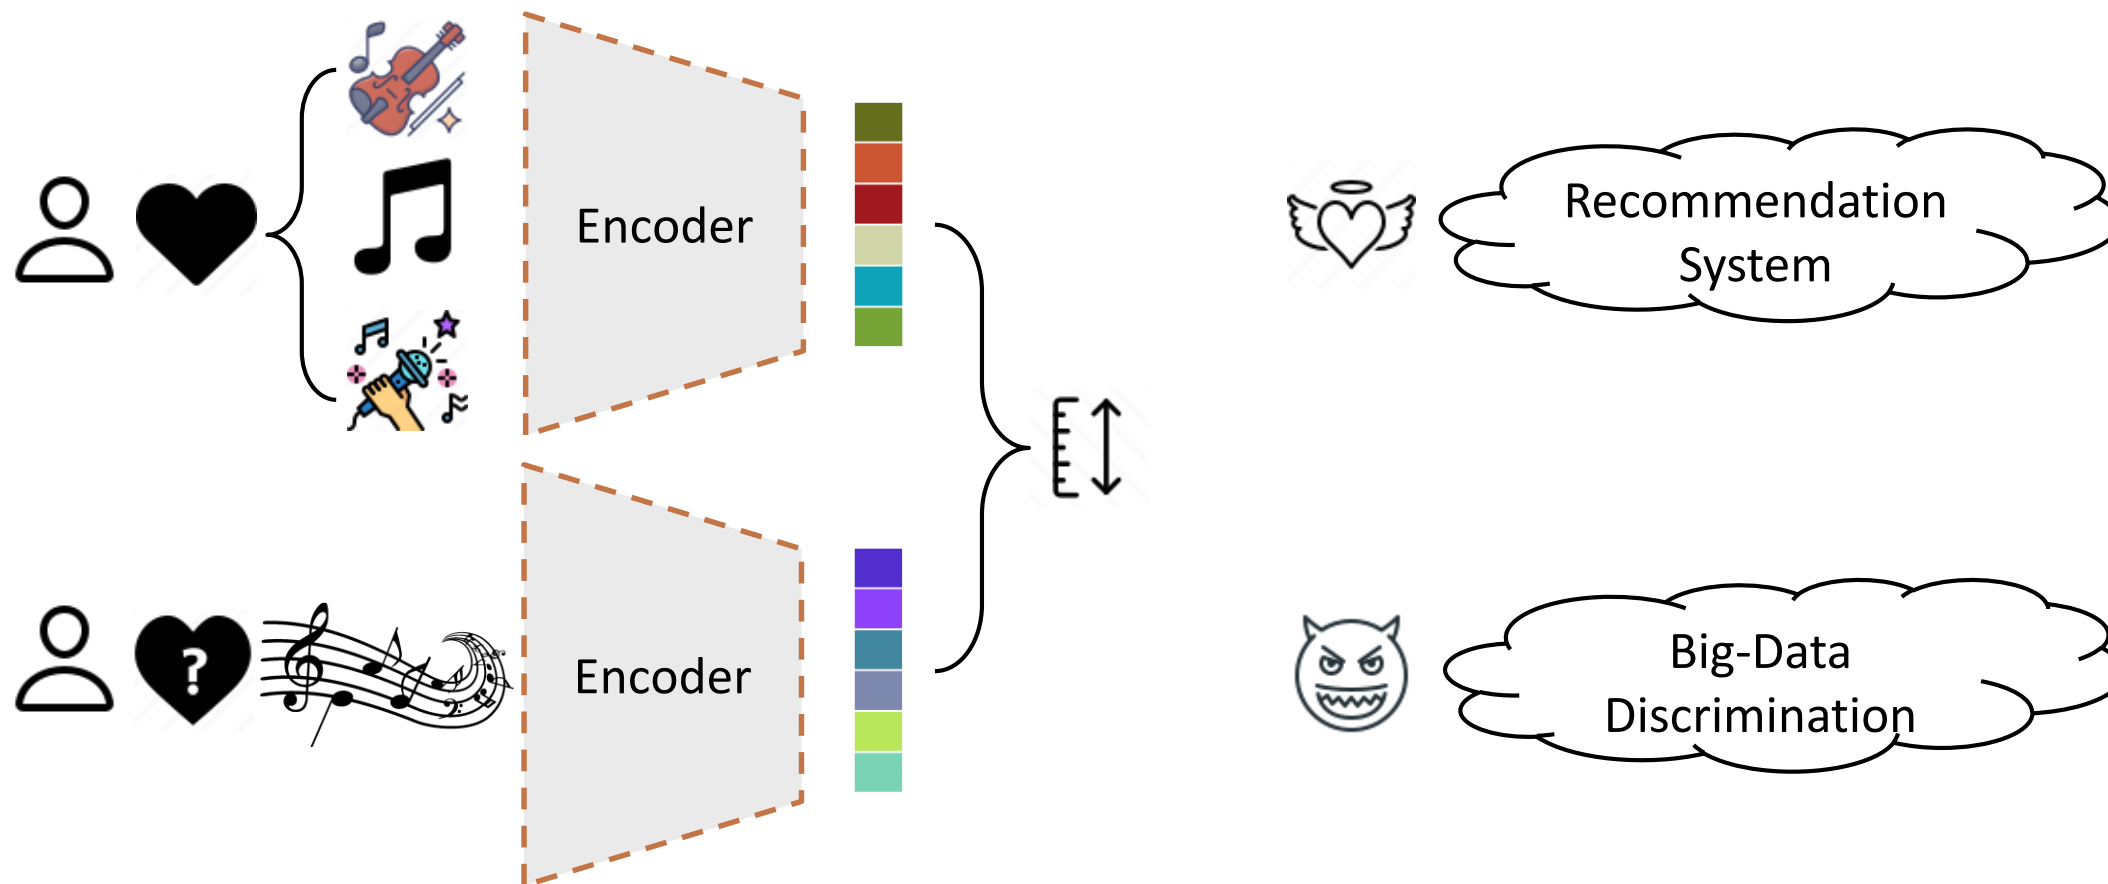 Encoder
Recommendation
System
?
Encoder
Big-Data
Discrimination